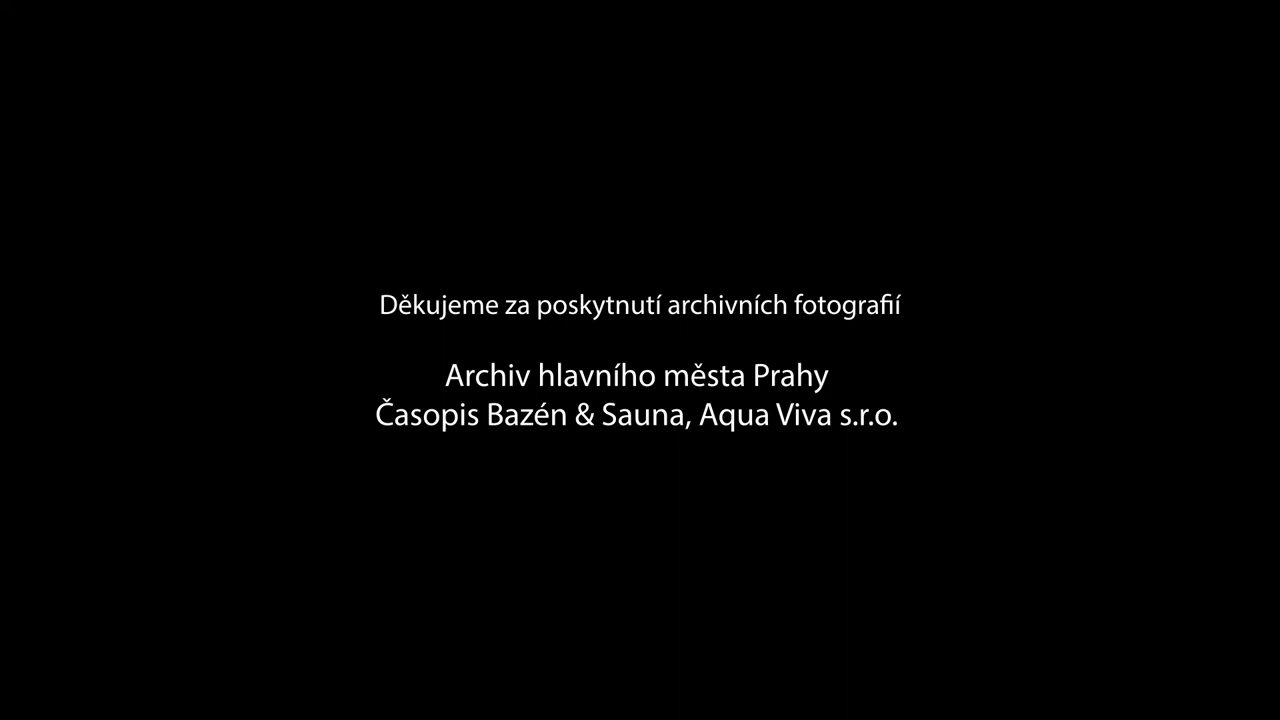 Děkujeme za poskytnutí archivních fotografií
Archiv hlavního města Prahy
Časopis Bazén & Sauna, Aqua Viva s.r.o.